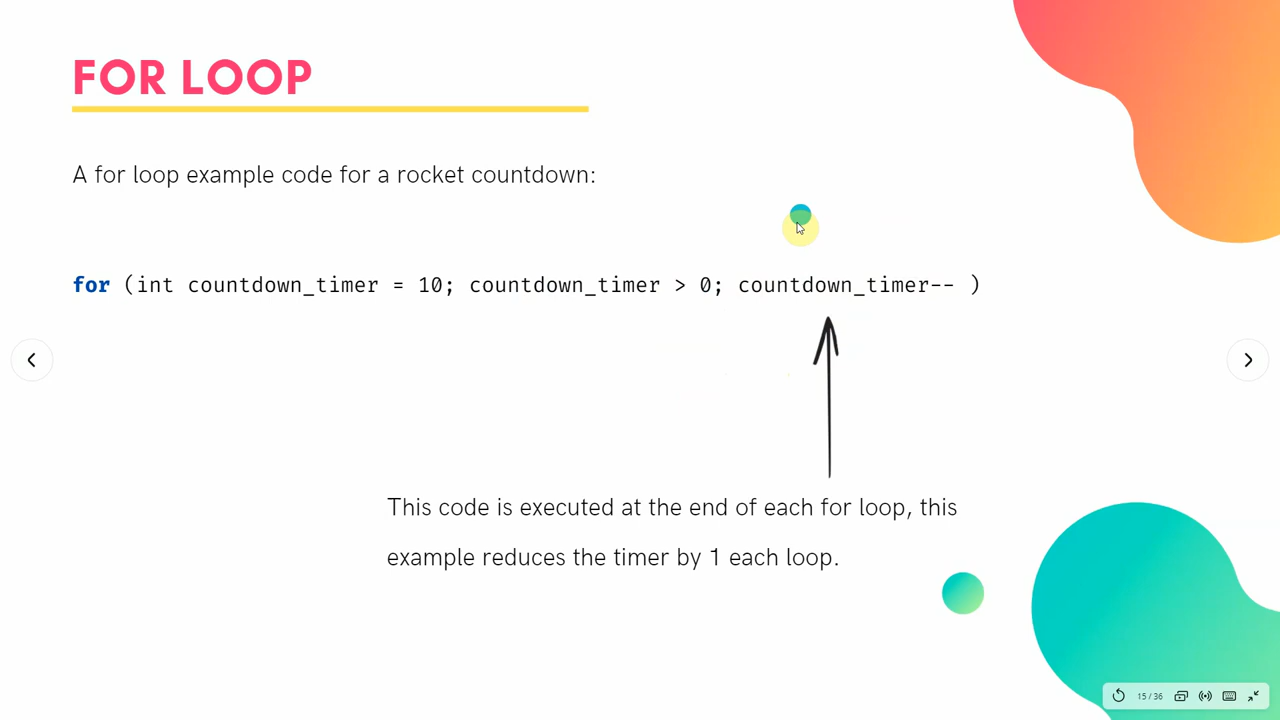 FOR LOOP
A for loop example code for a rocket countdown:
for (int countdown_timer = 10; countdown_timer > 0; countdown_timer-- )
This code is executed at the end of each for loop, this
example reduces the timer by 1 each loop.
15 / 36